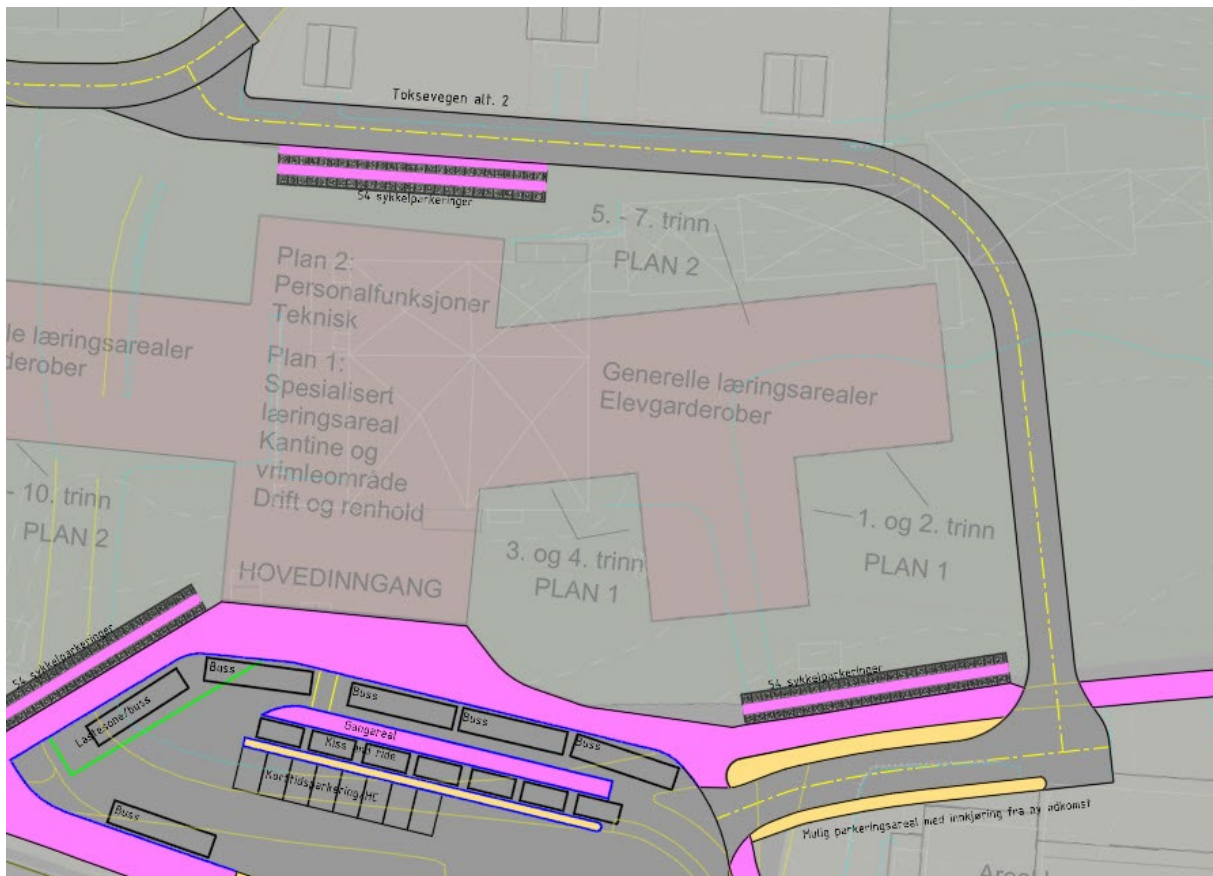 Toksevegen alt. 2
54 sykkelparkeringer
5. - 7. trinn
PLAN 2
Plan 2:
Personalfunksjoner
Teknisk
Plan 1:
Spesialisert
læringsareal
Kantine og
vrimleområde
Drift og renhold
le læringsarealer
derober
Generelle læringsarealer
Elevgarderober
- 10. trinn
PLAN 2
3. og 4. trinn
PLAN 1
1. og 2. trinn
PLAN 1
HOVEDINNGANG
54 sykkelparkeringer
54 sykkelparkeringer
Buss
Lastesone/buss
Buss
Buss
Buss
Gangareal
Kiss and ride
Korttidsparkering/HC
Buss
Mulig parkeringsareal med innkjøring fra ny adkomst